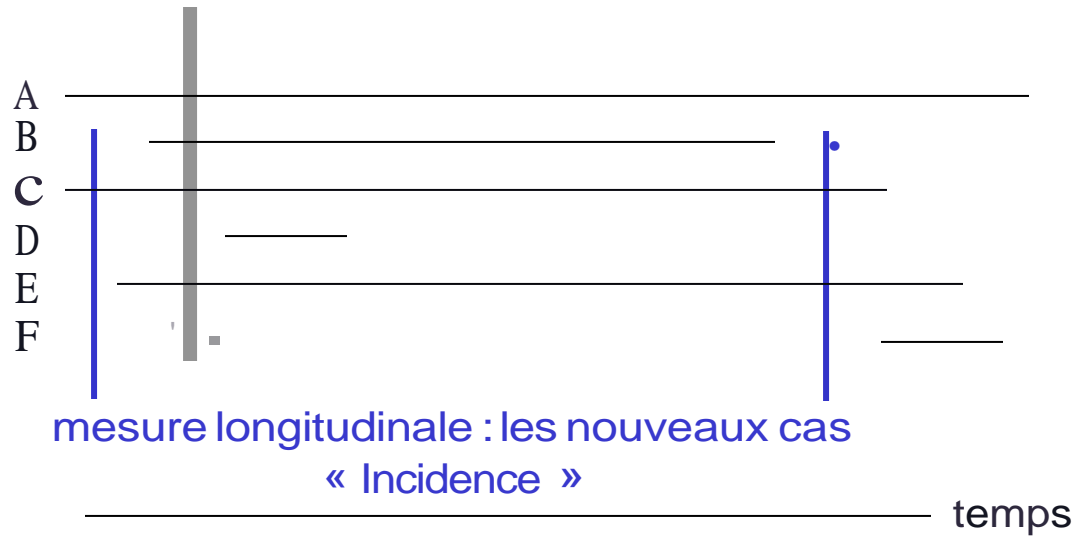 A
B
C
D
E
F
mesure longitudinale : les nouveaux cas
« Incidence »
temps